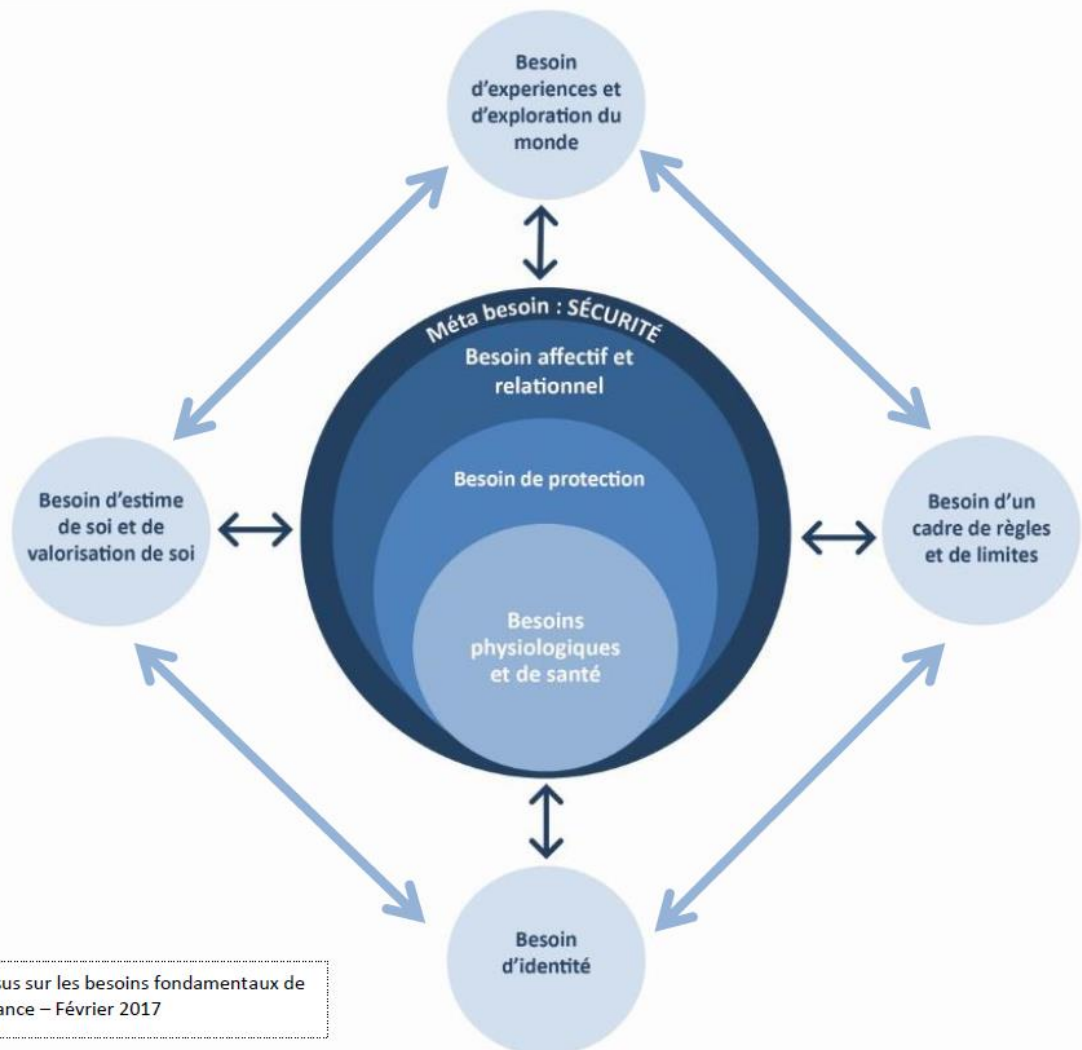 Besoin
d'experiences et
d'exploration du
monde
Méta besoin : SÉCURITÉ
Besoin affectif et
relationnel
Besoin de protection
Besoins
physiologiques
et de santé
Besoin d'estime
de soi et de
valorisation de soi
Besoin d'un
cadre de règles
et de limites
Besoin
d'identité
sus sur les besoins fondamentaux de
ance – Février 2017